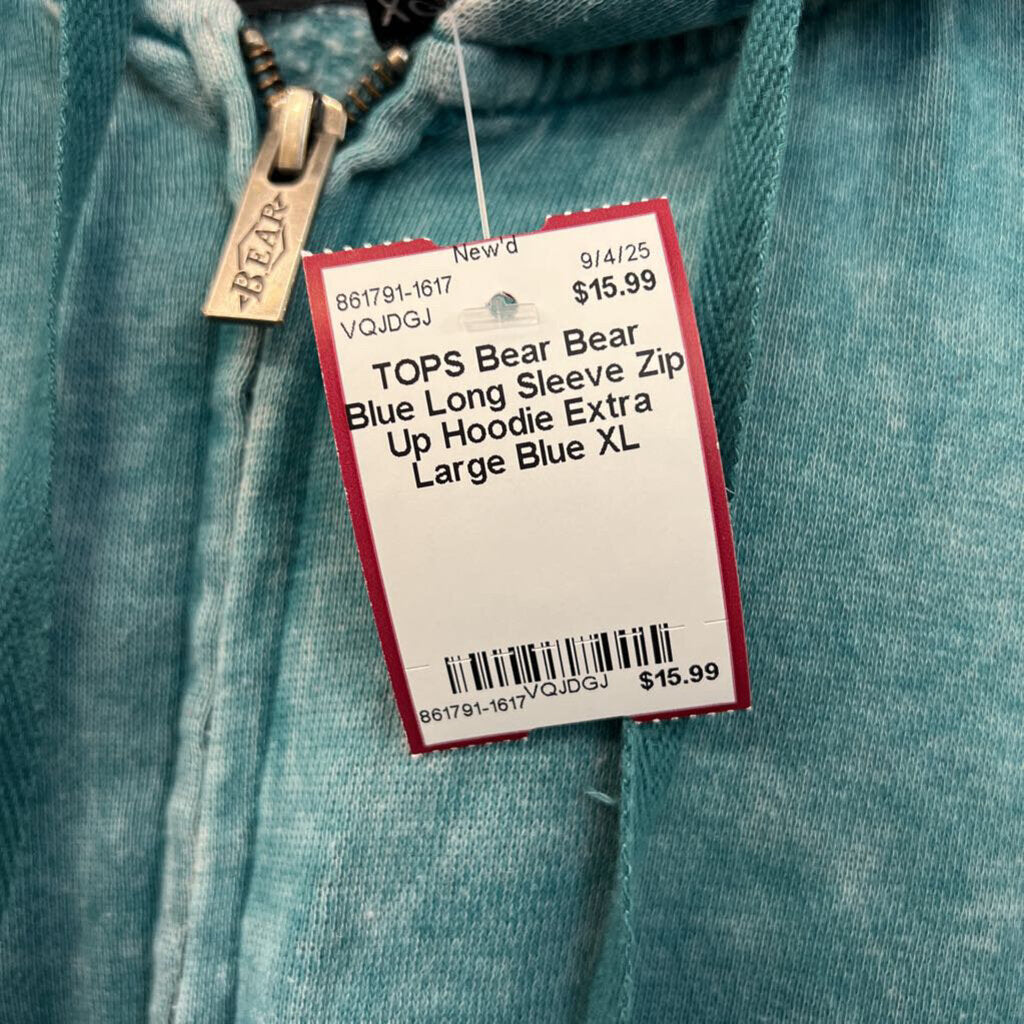 BEAR
New'd
861791-1617
VQJDGJ
9/4/25
$15.99
TOPS Bear Bear
Blue Long Sleeve Zip
Up Hoodie Extra
Large Blue XL
861791-1617
VQJDGJ
$15.99